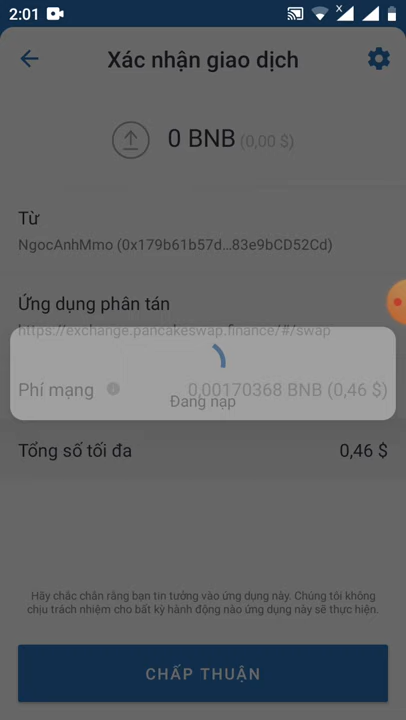 2:01
Xác nhận giao dịch
0 BNB (0,00 $)
Từ
NgocAnhMmo (0x179b61b57d...83e9bCD52Cd)
Ứng dụng phân tán
https://exchange.pancakeswap.finance/#/swap
Phí mạng 0,00170368 BNB (0,46 $)
Đang nạp
Tổng số tối đa 0,46 $
Hãy chắc chắn rằng bạn tin tưởng vào ứng dụng này. Chúng tôi không
chịu trách nhiệm cho bất kỳ hành động nào ứng dụng này sẽ thực hiện.
CHẤP THUẬN